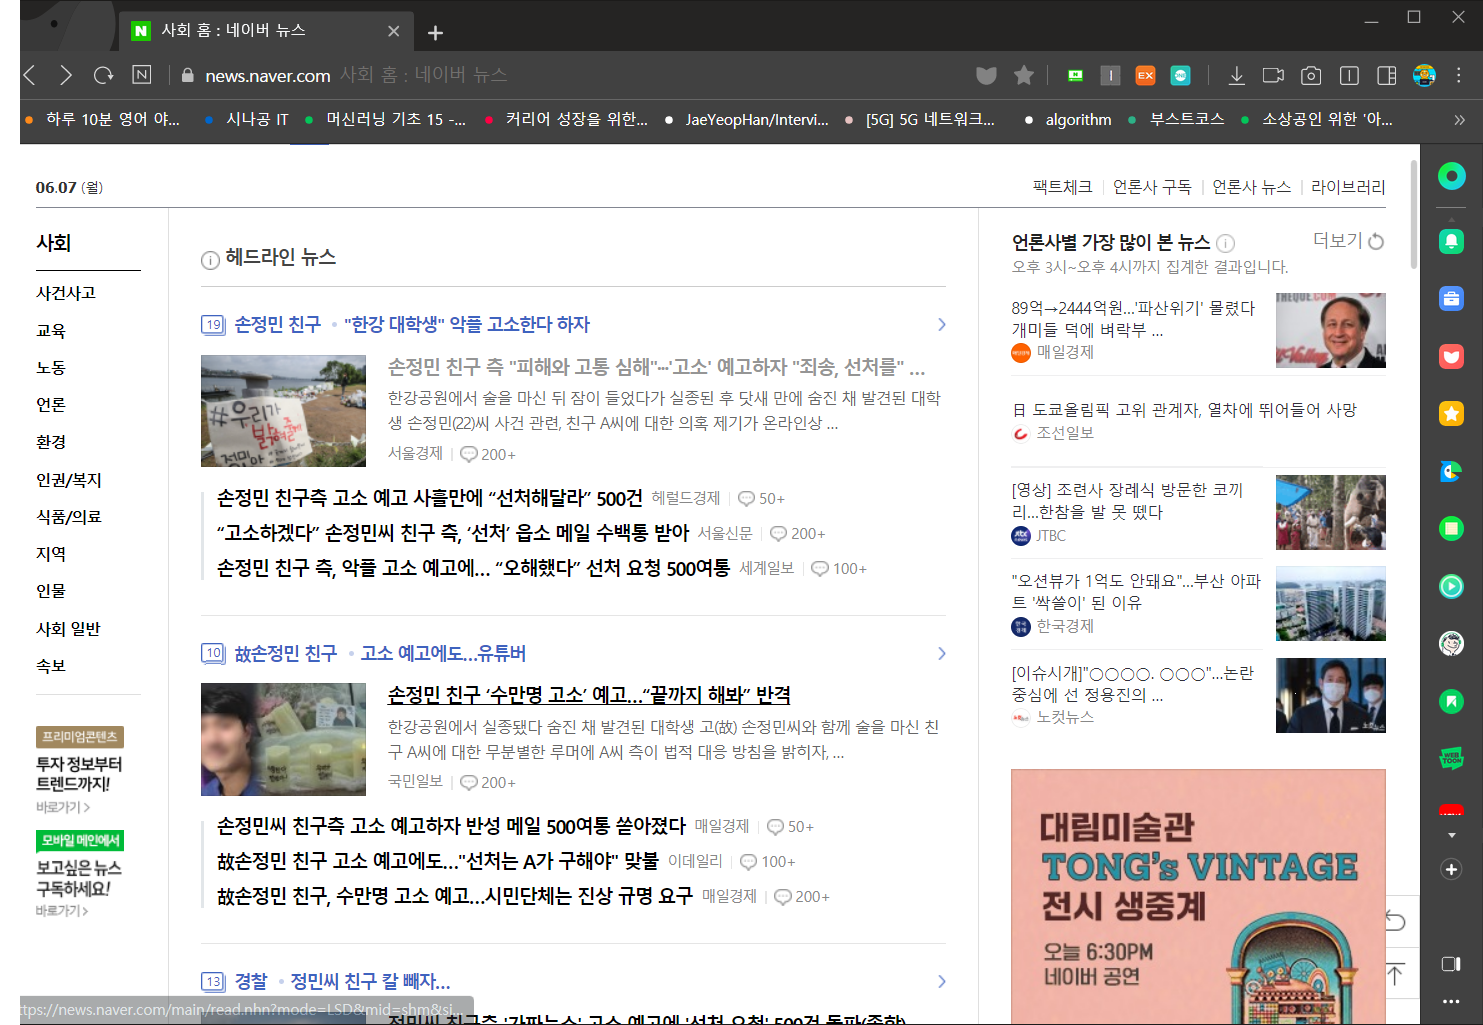 사회 홈 : 네이버 뉴스
news.naver.com 사회 홈 : 네이버 뉴스
하루 10분 영어 야...
시나공 IT
머신러닝 기초 15 -...
커리어 성장을 위한...
JaeYeopHan/Intervi...
[5G] 5G 네트워크...
algorithm
부스트코스
소상공인 위한 '아...
06.07 (월)
팩트체크
언론사 구독
언론사 뉴스
라이브러리
사회
사건사고
교육
노동
언론
환경
인권/복지
식품/의료
지역
인물
사회 일반
속보
프리미엄콘텐츠
투자 정보부터
트렌드까지!
바로가기 >
모바일 메인에서
보고싶은 뉴스
구독하세요!
바로가기 >
헤드라인 뉴스
19 손정민 친구 • "한강 대학생" 악플 고소한다 하자
#우리가
손정민 친구 측 "피해와 고통 심해"…'고소' 예고하자 "죄송, 선처를" ...
한강공원에서 술을 마신 뒤 잠이 들었다가 실종된 후 닷새 만에 숨진 채 발견된 대학
생 손정민(22)씨 사건 관련, 친구 A씨에 대한 의혹 제기가 온라인상 ...
서울경제 200+
손정민 친구측 고소 예고 사흘만에 “선처해달라” 500건 헤럴드경제 50+
“고소하겠다” 손정민씨 친구 측, ‘선처’ 읍소 메일 수백통 받아 서울신문 200+
손정민 친구 측, 악플 고소 예고에… “오해했다” 선처 요청 500여통 세계일보 100+
10 故손정민 친구 • 고소 예고에도...유튜버
손정민 친구 ‘수만명 고소’ 예고…“끝까지 해봐” 반격
한강공원에서 실종됐다 숨진 채 발견된 대학생 고(故) 손정민씨와 함께 술을 마신 친
구 A씨에 대한 무분별한 루머에 A씨 측이 법적 대응 방침을 밝히자, ...
국민일보 200+
손정민씨 친구측 고소 예고하자 반성 메일 500여통 쏟아졌다 매일경제 50+
故손정민 친구 고소 예고에도..."선처는 A가 구해야" 맞불 이데일리 100+
故손정민 친구, 수만명 고소 예고...시민단체는 진상 규명 요구 매일경제 200+
13 경찰 • 정민씨 친구 칼 빼자...
정민씨 친구측 '가짜뉴스' 고소 예고에 '선처 요청' 500건 돌파(종합)
언론사별 가장 많이 본 뉴스
더보기
오후 3시~오후 4시까지 집계한 결과입니다.
89억→2444억원…'파산위기' 몰렸다
개미들 덕에 벼락부 ...
매일경제
日 도쿄올림픽 고위 관계자, 열차에 뛰어들어 사망
조선일보
[영상] 조련사 장례식 방문한 코끼
리…한참을 발 못 뗐다
JTBC
"오션뷰가 1억도 안돼요"…부산 아파
트 '싹쓸이' 된 이유
한국경제
[이슈시개]"○○○○. ○○○"…논란
중심에 선 정용진의 ...
노컷뉴스
대림미술관
TONG's VINTAGE
전시 생중계
오늘 6:30PM
네이버 공연
ttps://news.naver.com/main/read.nhn?mode=LSD&mid=shm&si...
EX
WEB
TOON